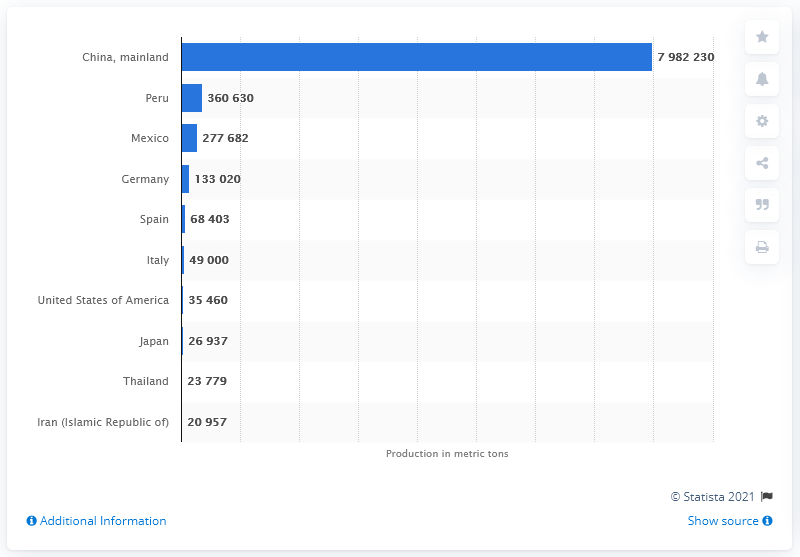 China, mainland 7 982 230
Peru 360 630
Mexico 277 682
Germany 133 020
Spain 68 403
Italy 49 000
United States of America 35 460
Japan 26 937
Thailand 23 779
Iran (Islamic Republic of) 20 957
Production in metric tons
© Statista 2021
Additional Information
Show source